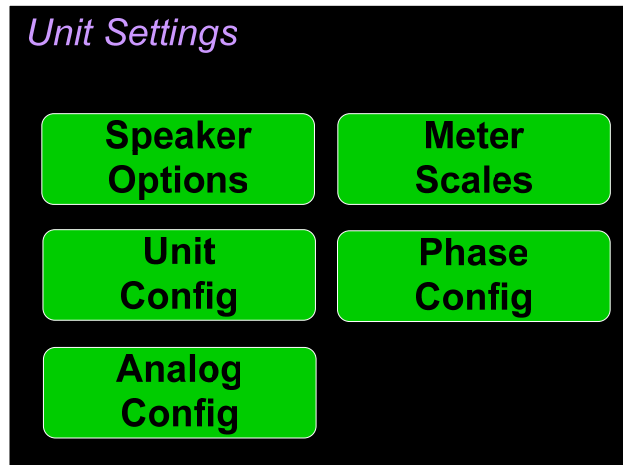 Unit Settings
Speaker
Options
Meter
Scales
Unit
Config
Phase
Config
Analog
Config